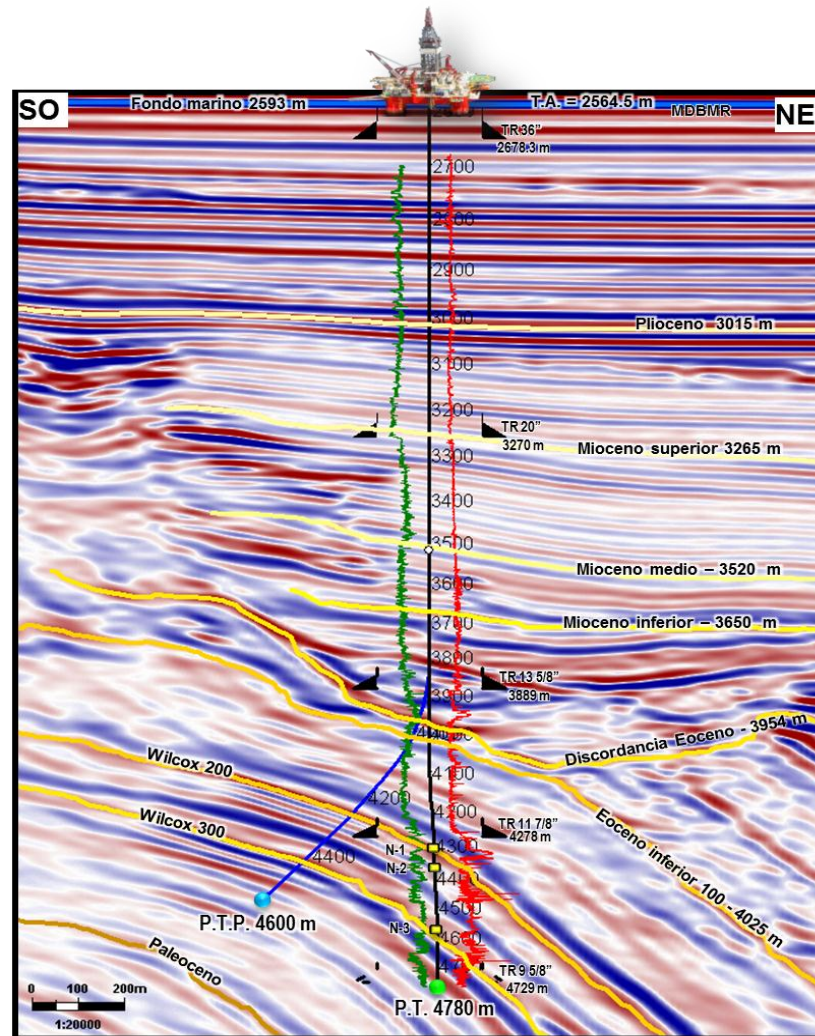 SO
Fondo marino 2593 m
T.A. = 2564.5 m
MDBMR
NE
TR 36”
2678.3 m
2700
2900
Plioceno 3015 m
3100
3200
TR 20”
3270 m
Mioceno superior 3265 m
3300
3400
3500
Mioceno medio – 3520 m
3600
Mioceno inferior – 3650 m
3700
3800
TR 13 5/8”
3889 m
3900
Discordancia Eoceno - 3954 m
4100
Wilcox 200
4200
4200
TR 11 7/8”
4278 m
Eoceno inferior 100 - 4025 m
Wilcox 300
4300
N-1
4400
N-2
4400
4500
P.T.P. 4600 m
N-3
4600
Paleoceno
TR 9 5/8”
4729 m
P.T. 4780 m
0 100 200m
1:20000